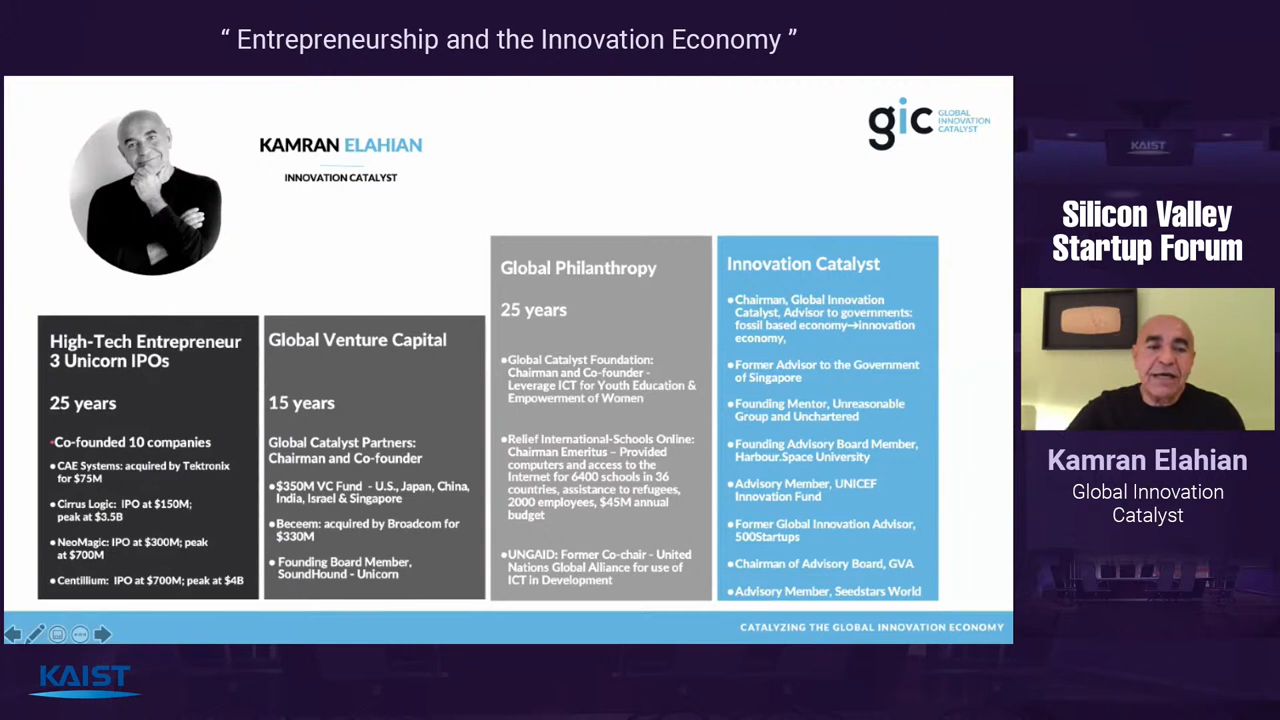 “ Entrepreneurship and the Innovation Economy ”
KAMRAN ELAHIAN
INNOVATION CATALYST
gic GLOBAL
INNOVATION
CATALYST
High-Tech Entrepreneur
3 Unicorn IPOs
25 years
•Co-founded 10 companies
•CAE Systems: acquired by Tektronix
for $75M
•Cirrus Logic: IPO at $150M;
peak at $3.5B
•NeoMagic: IPO at $300M; peak
at $700M
•Centillium: IPO at $700M; peak at $4B
Global Venture Capital
15 years
Global Catalyst Partners:
Chairman and Co-founder
•$350M VC Fund - U.S., Japan, China,
India, Israel & Singapore
•Beceem: acquired by Broadcom for
$330M
• Founding Board Member,
SoundHound - Unicorn
Global Philanthropy
25 years
•Global Catalyst Foundation:
Chairman and Co-founder -
Leverage ICT for Youth Education &
Empowerment of Women
•Relief International-Schools Online:
Chairman Emeritus – Provided
computers and access to the
Internet for 6400 schools in 36
countries, assistance to refugees,
2000 employees, $45M annual
budget
•UNGAID: Former Co-chair - United
Nations Global Alliance for use of
ICT in Development
Innovation Catalyst
•Chairman, Global Innovation
Catalyst, Advisor to governments:
fossil based economy→innovation
economy,
•Former Advisor to the Government
of Singapore
•Founding Mentor, Unreasonable
Group and Uncharted
•Founding Advisory Board Member,
Harbour.Space University
•Advisory Member, UNICEF
Innovation Fund
•Former Global Innovation Advisor,
500Startups
•Chairman of Advisory Board, GVA
•Advisory Member, Seedstars World
CATALYZING THE GLOBAL INNOVATION ECONOMY
KAIST
KAIST
Silicon Valley
Startup Forum
Kamran Elahian
Global Innovation
Catalyst